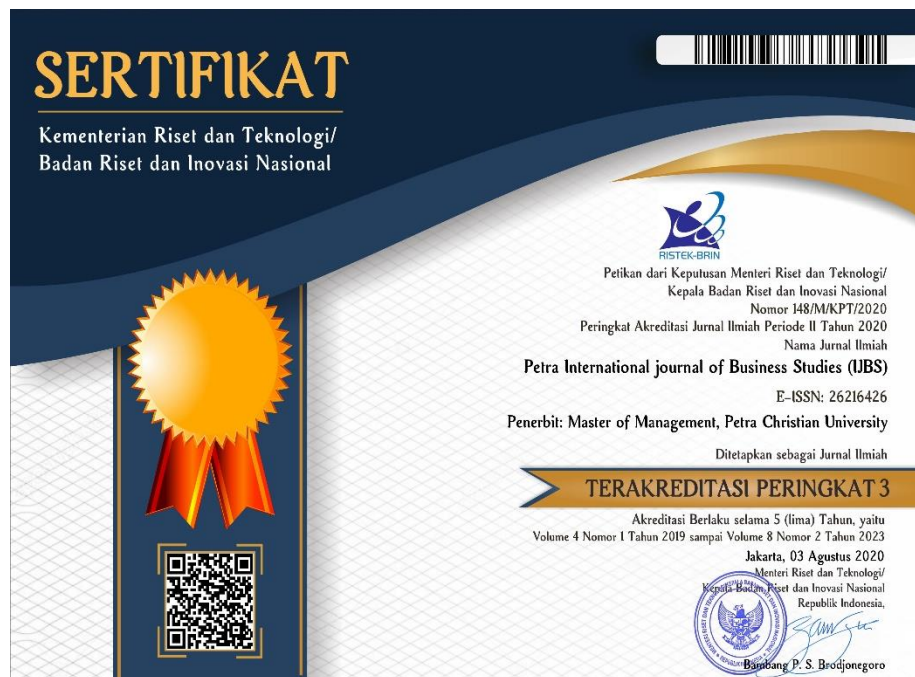 SERTIFIKAT
Kementerian Riset dan Teknologi/
Badan Riset dan Inovasi Nasional
RISTEK-BRIN
Petikan dari Keputusan Menteri Riset dan Teknologi/
Kepala Badan Riset dan Inovasi Nasional
Nomor 148/M/KPT/2020
Peringkat Akreditasi Jurnal Ilmiah Periode II Tahun 2020
Nama Jurnal Ilmiah
Petra International journal of Business Studies (IJBS)
E-ISSN: 26216426
Penerbit: Master of Management, Petra Christian University
Ditetapkan sebagai Jurnal Ilmiah
TERAKREDITASI PERINGKAT 3
Akreditasi Berlaku selama 5 (lima) Tahun, yaitu
Volume 4 Nomor 1 Tahun 2019 sampai Volume 8 Nomor 2 Tahun 2023
Jakarta, 03 Agustus 2020
Menteri Riset dan Teknologi/
Kepala Badan Riset dan Inovasi Nasional
Republik Indonesia,
Bambang P. S. Brodjonegoro